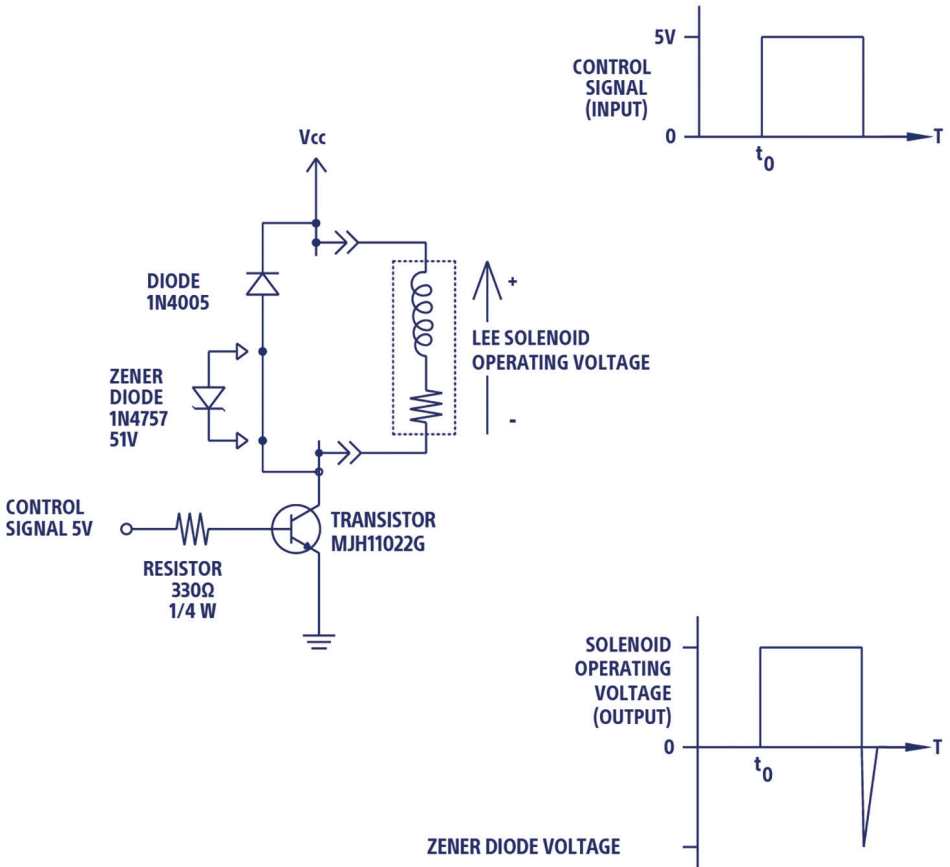 5V
CONTROL
SIGNAL
(INPUT)
0
T
t0
Vcc
DIODE
1N4005
+
LEE SOLENOID
OPERATING VOLTAGE
-
ZENER
DIODE
1N4757
51V
CONTROL
SIGNAL 5V
TRANSISTOR
MJH11022G
RESISTOR
330Ω
1/4 W
SOLENOID
OPERATING
VOLTAGE
(OUTPUT)
0
T
t0
ZENER DIODE VOLTAGE